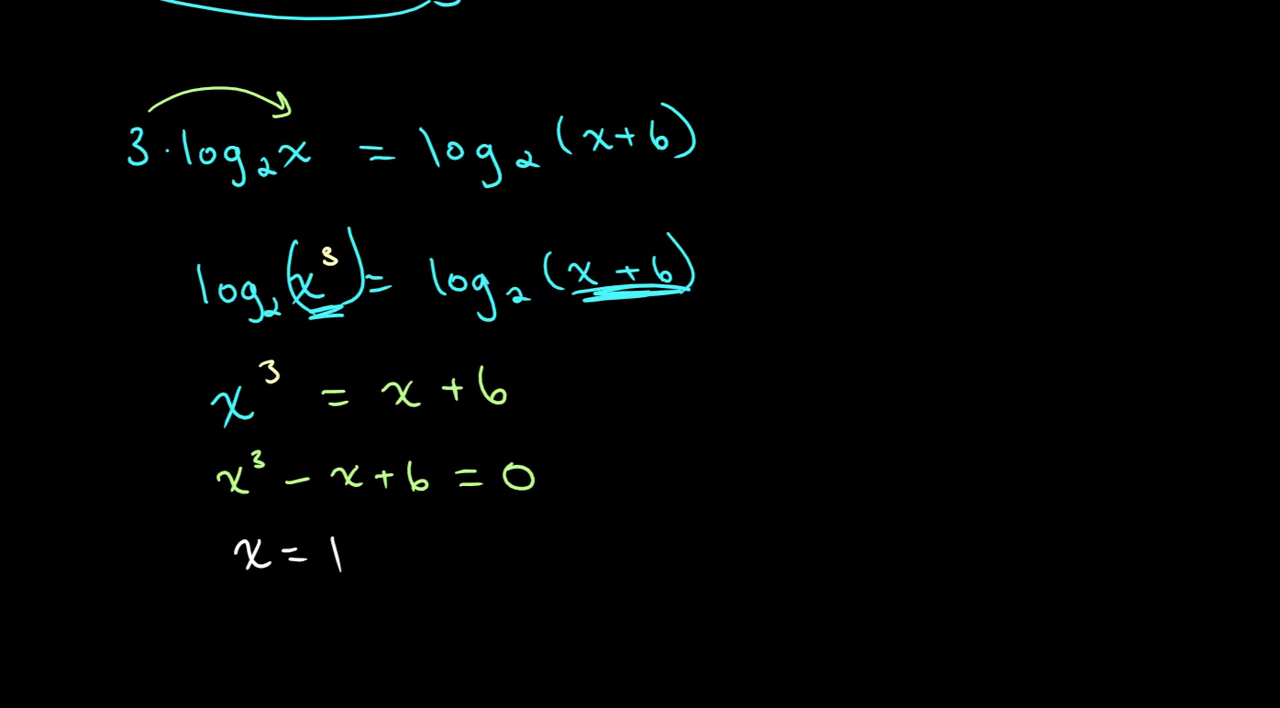 3 · log₂x = log₂(x+6)
log₂(x³) = log₂(x+6)
x³ = x + 6
x³ − x + 6 = 0
x = 1